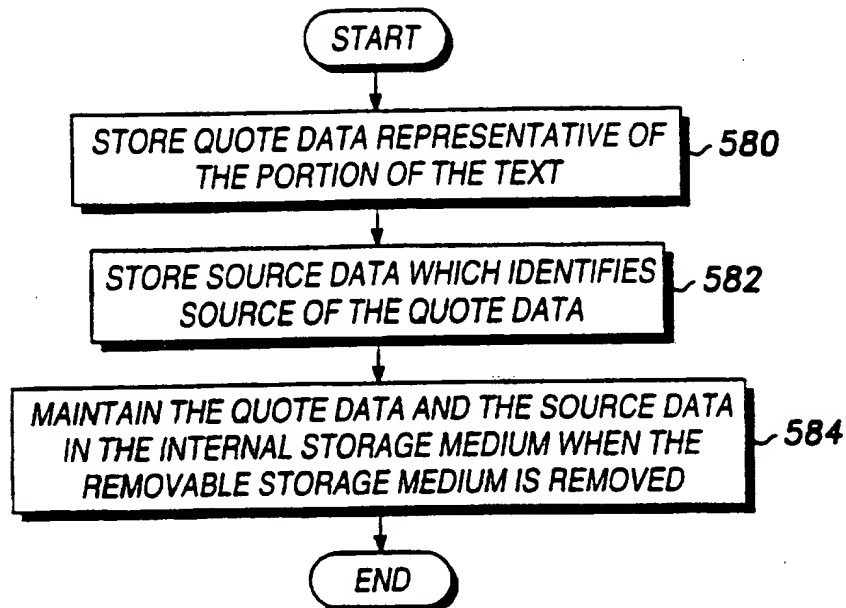 START
STORE QUOTE DATA REPRESENTATIVE OF
THE PORTION OF THE TEXT
580
STORE SOURCE DATA WHICH IDENTIFIES
SOURCE OF THE QUOTE DATA
582
MAINTAIN THE QUOTE DATA AND THE SOURCE DATA
IN THE INTERNAL STORAGE MEDIUM WHEN THE
REMOVABLE STORAGE MEDIUM IS REMOVED
584
END